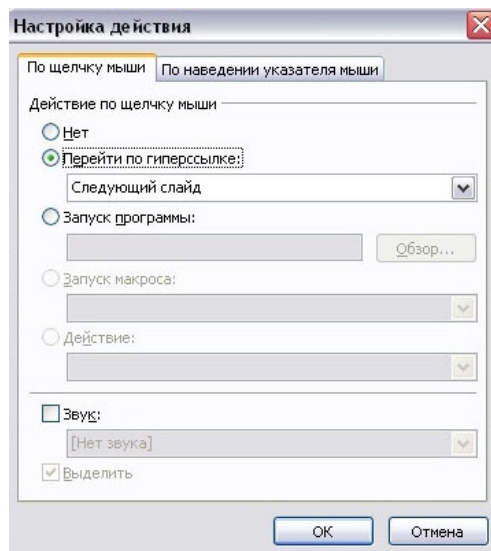 Настройка действия
По щелчку мыши По наведении указателя мыши
Действие по щелчку мыши
Нет
Перейти по гиперссылке:
Следующий слайд
Запуск программы:
Обзор...
Запуск макроса:
Действие:
Звук:
[Нет звука]
Выделить
ОК Отмена